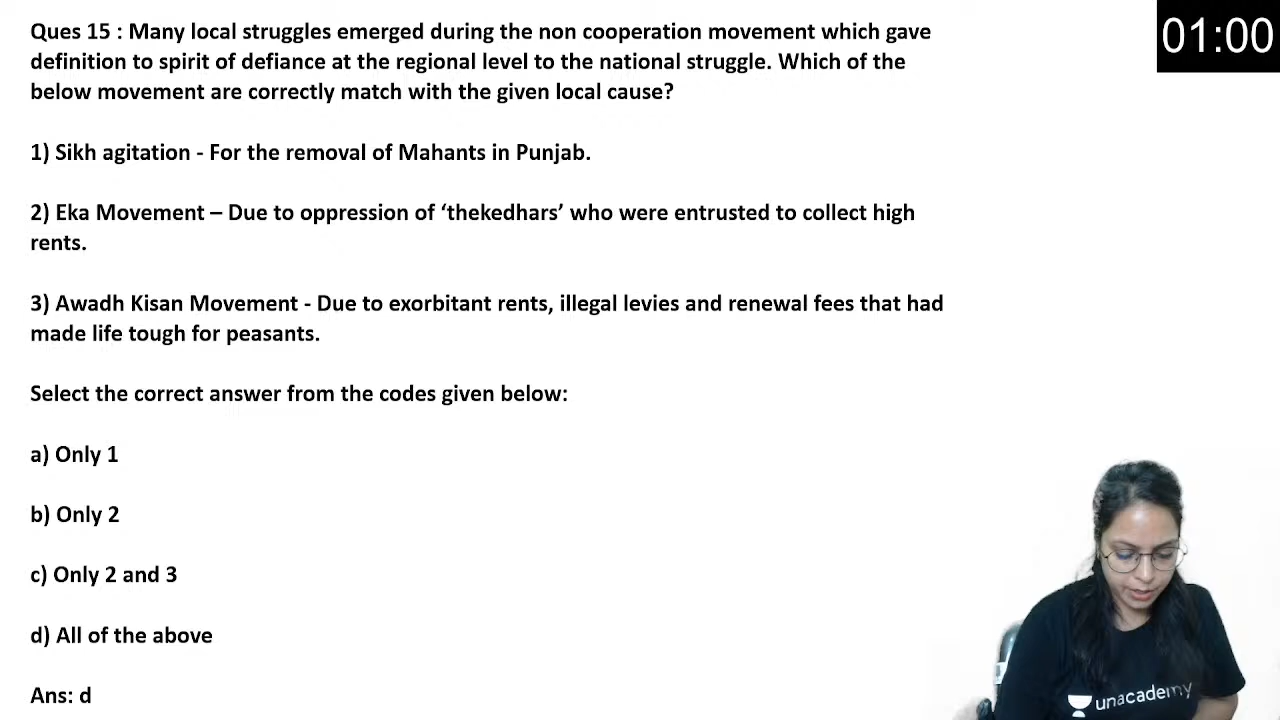 Ques 15 : Many local struggles emerged during the non cooperation movement which gave
definition to spirit of defiance at the regional level to the national struggle. Which of the
below movement are correctly match with the given local cause?
1) Sikh agitation - For the removal of Mahants in Punjab.
2) Eka Movement – Due to oppression of ‘thekedhars’ who were entrusted to collect high
rents.
3) Awadh Kisan Movement - Due to exorbitant rents, illegal levies and renewal fees that had
made life tough for peasants.
Select the correct answer from the codes given below:
a) Only 1
b) Only 2
c) Only 2 and 3
d) All of the above
Ans: d
01:00
unacademy